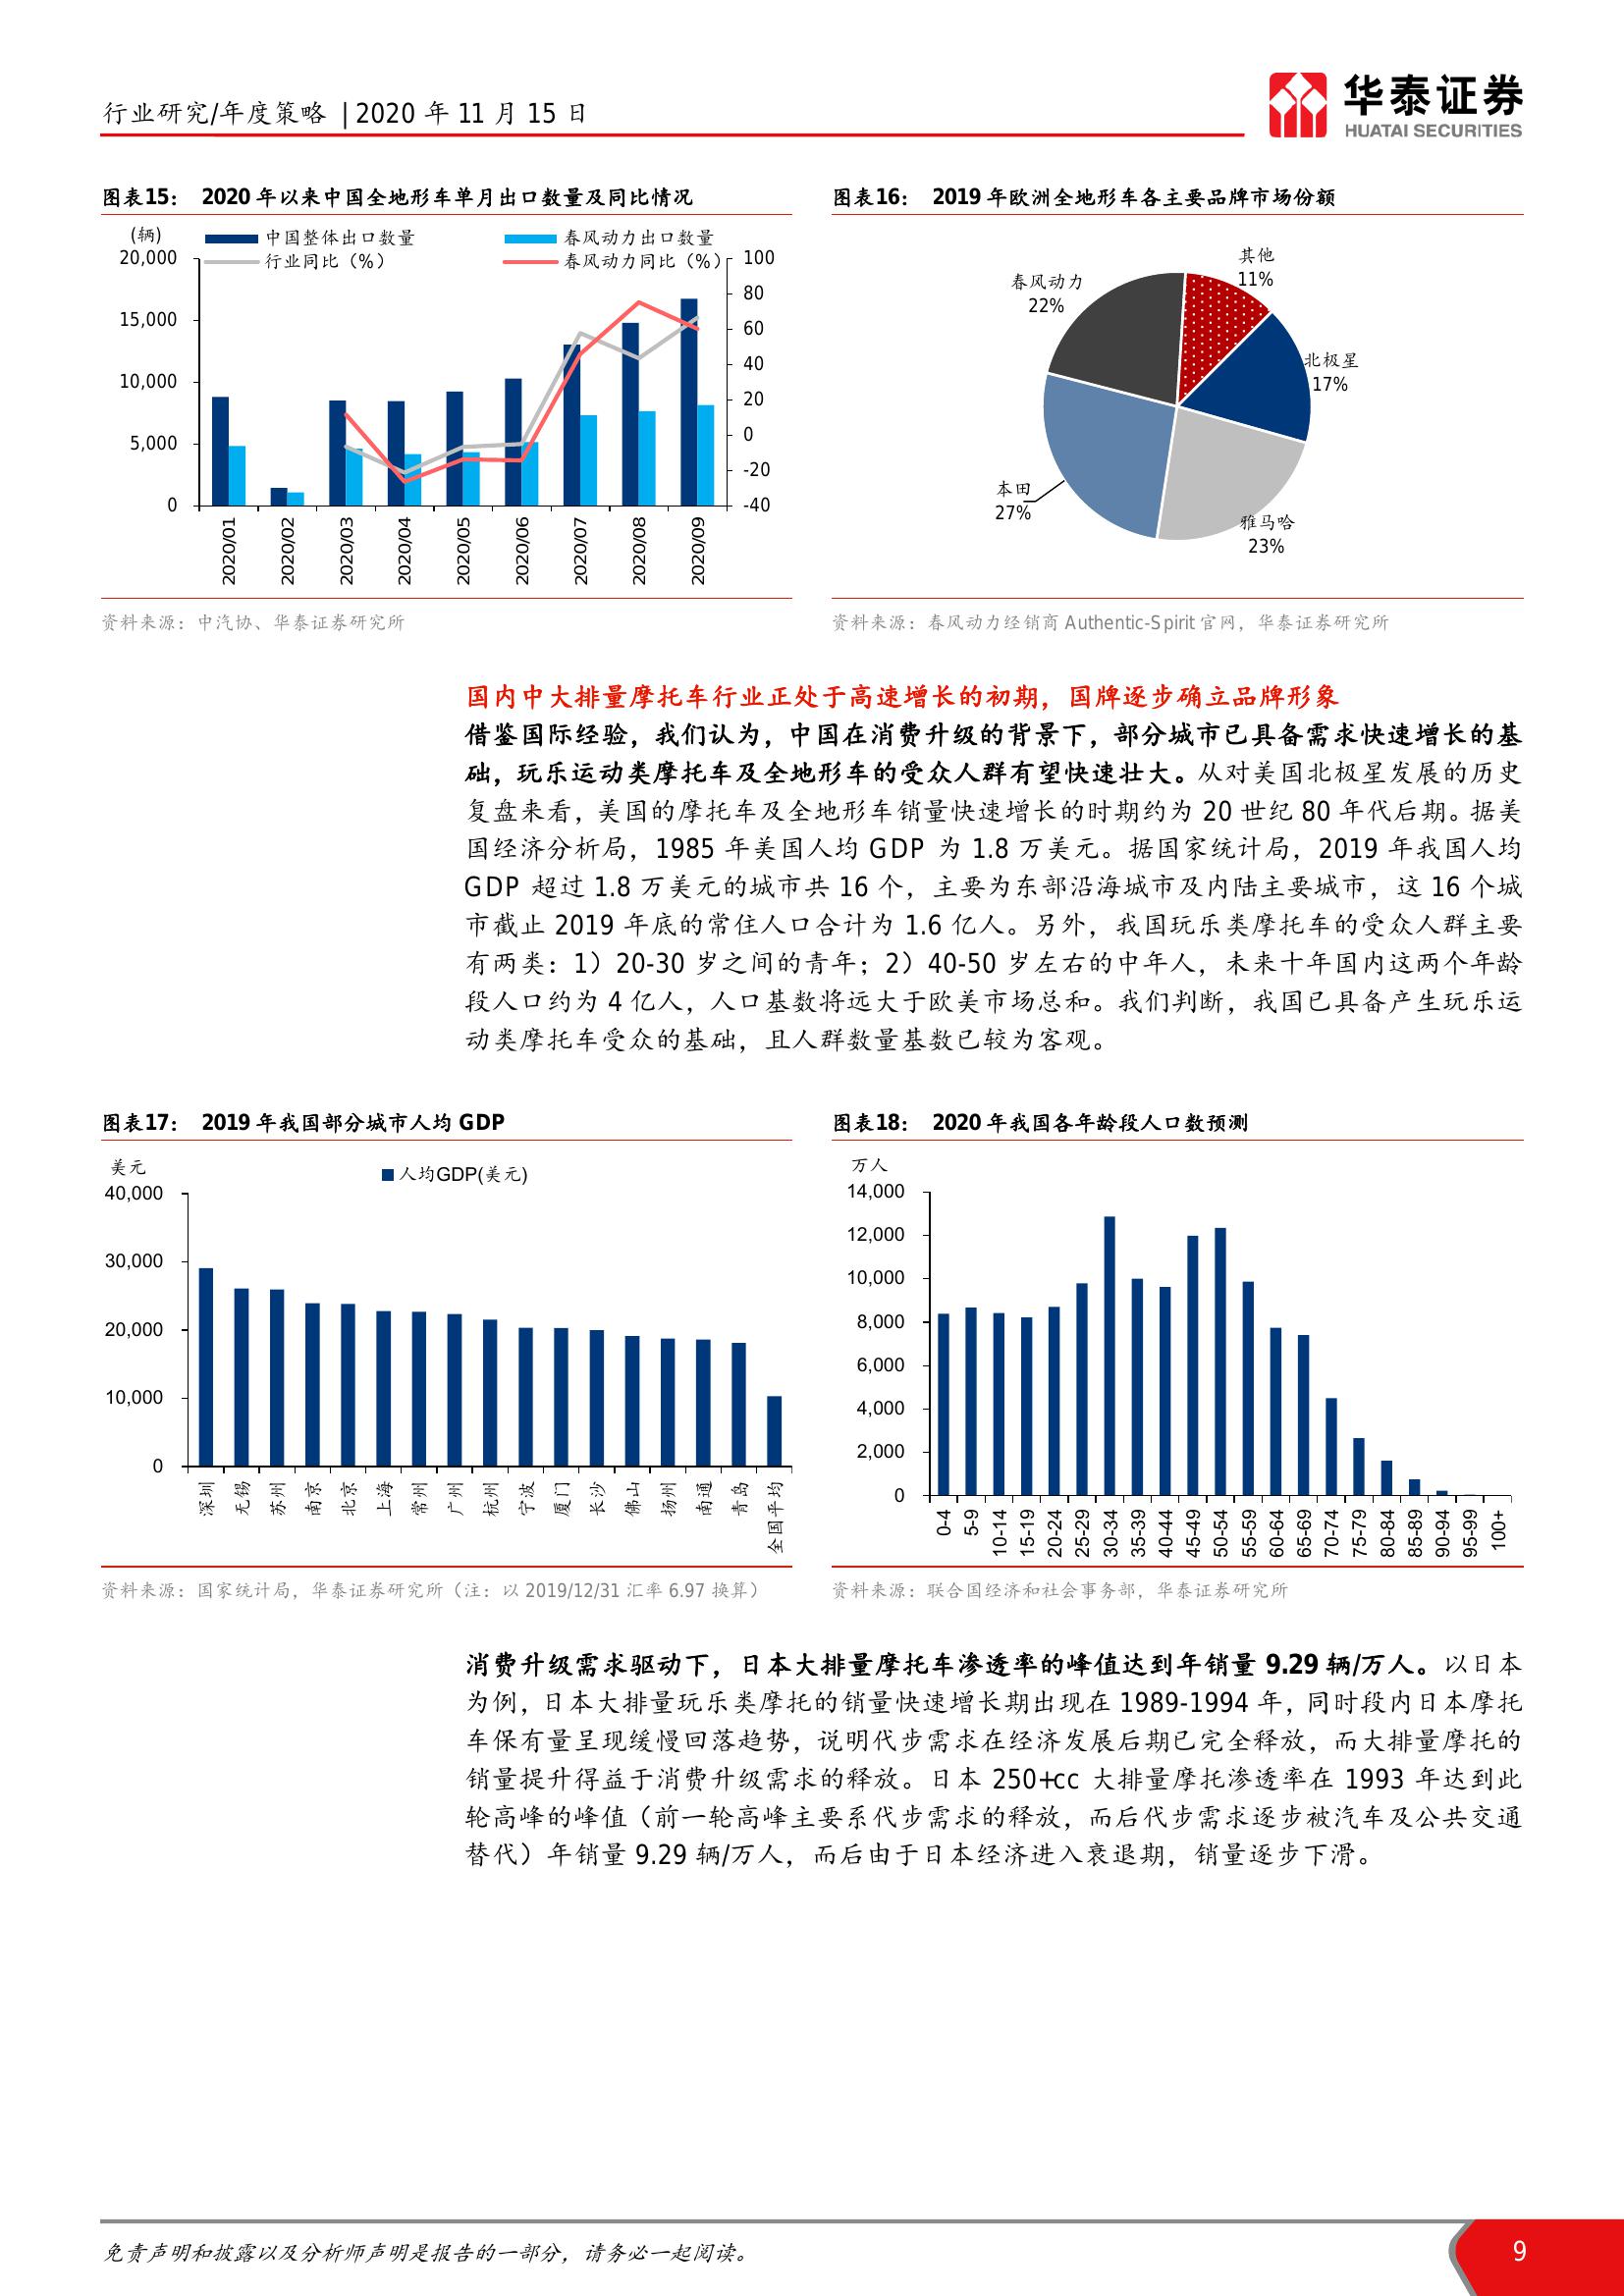 行业研究/年度策略 | 2020 年 11 月 15 日
华泰证券
HUATAI SECURITIES
图表15： 2020 年以来中国全地形车单月出口数量及同比情况
(辆)
中国整体出口数量
春风动力出口数量
行业同比（%）
春风动力同比（%）
20,000
15,000
10,000
5,000
0
100
80
60
40
20
0
-20
-40
2020/01
2020/02
2020/03
2020/04
2020/05
2020/06
2020/07
2020/08
2020/09
资料来源：中汽协、华泰证券研究所
图表16： 2019 年欧洲全地形车各主要品牌市场份额
其他
11%
北极星
17%
雅马哈
23%
本田
27%
春风动力
22%
资料来源：春风动力经销商 Authentic-Spirit 官网，华泰证券研究所
国内中大排量摩托车行业正处于高速增长的初期，国牌逐步确立品牌形象
借鉴国际经验，我们认为，中国在消费升级的背景下，部分城市已具备需求快速增长的基
础，玩乐运动类摩托车及全地形车的受众人群有望快速壮大。从对美国北极星发展的历史
复盘来看，美国的摩托车及全地形车销量快速增长的时期约为 20 世纪 80 年代后期。据美
国经济分析局，1985 年美国人均 GDP 为 1.8 万美元。据国家统计局，2019 年我国人均
GDP 超过 1.8 万美元的城市共 16 个，主要为东部沿海城市及内陆主要城市，这 16 个城
市截止 2019 年底的常住人口合计为 1.6 亿人。另外，我国玩乐类摩托车的受众人群主要
有两类：1）20-30 岁之间的青年；2）40-50 岁左右的中年人，未来十年国内这两个年龄
段人口约为 4 亿人，人口基数将远大于欧美市场总和。我们判断，我国已具备产生玩乐运
动类摩托车受众的基础，且人群数量基数已较为客观。
图表17： 2019 年我国部分城市人均 GDP
美元
人均GDP(美元)
40,000
30,000
20,000
10,000
0
深圳
无锡
苏州
南京
北京
上海
常州
广州
杭州
宁波
厦门
长沙
佛山
扬州
南通
青岛
全国平均
资料来源：国家统计局，华泰证券研究所（注：以 2019/12/31 汇率 6.97 换算）
图表18： 2020 年我国各年龄段人口数预测
万人
14,000
12,000
10,000
8,000
6,000
4,000
2,000
0
0-4
5-9
10-14
15-19
20-24
25-29
30-34
35-39
40-44
45-49
50-54
55-59
60-64
65-69
70-74
75-79
80-84
85-89
90-94
95-99
100+
资料来源：联合国经济和社会事务部，华泰证券研究所
消费升级需求驱动下，日本大排量摩托车渗透率的峰值达到年销量 9.29 辆/万人。以日本
为例，日本大排量玩乐类摩托的销量快速增长期出现在 1989-1994 年，同时段内日本摩托
车保有量呈现缓慢回落趋势，说明代步需求在经济发展后期已完全释放，而大排量摩托的
销量提升得益于消费升级需求的释放。日本 250+cc 大排量摩托渗透率在 1993 年达到此
轮高峰的峰值（前一轮高峰主要系代步需求的释放，而后代步需求逐步被汽车及公共交通
替代）年销量 9.29 辆/万人，而后由于日本经济进入衰退期，销量逐步下滑。
免责声明和披露以及分析师声明是报告的一部分，请务必一起阅读。
9